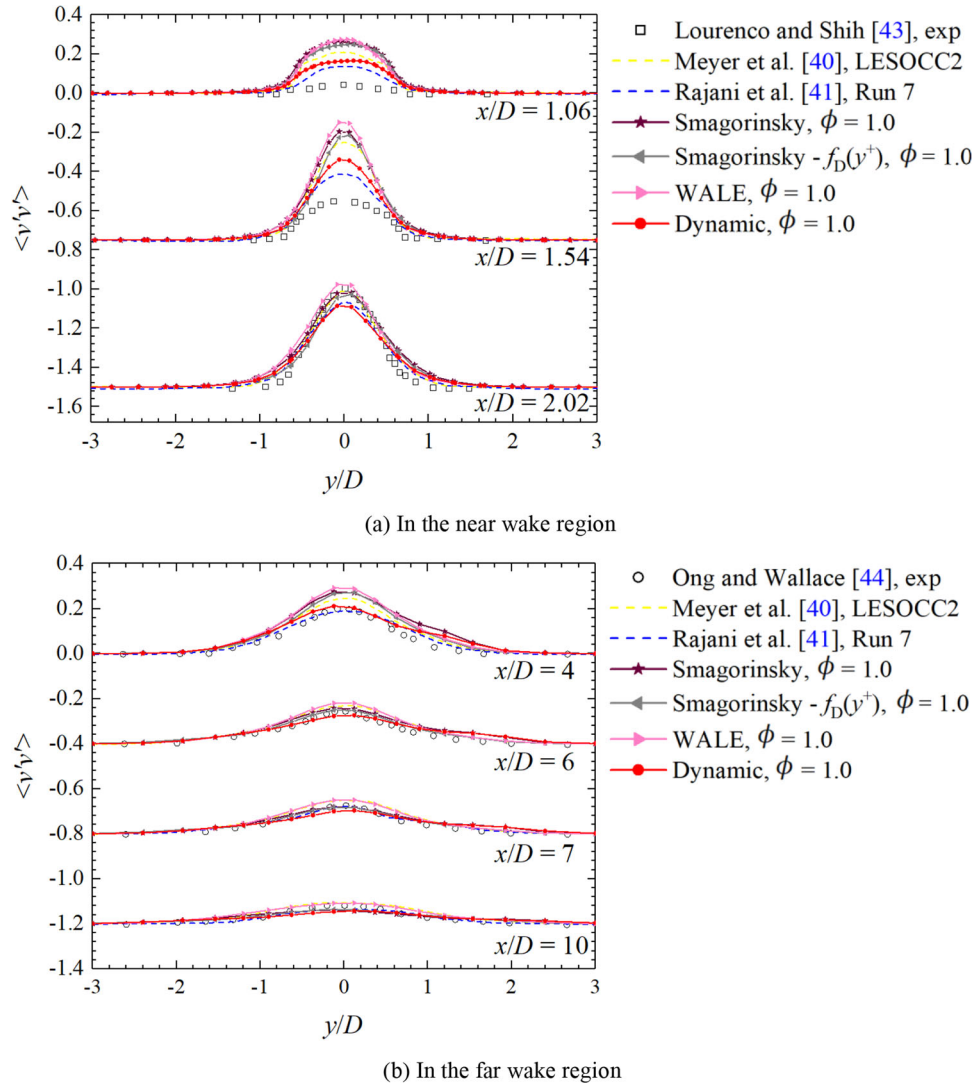 0.4
0.2
0.0
-0.2
-0.4
-0.6
-0.8
-1.0
-1.2
-1.4
-1.6
<v'v'>
x/D = 1.06
x/D = 1.54
x/D = 2.02
-3 -2 -1 0 1 2 3
y/D
Lourenco and Shih [43], exp
Meyer et al. [40], LESOCC2
Rajani et al. [41], Run 7
Smagorinsky, ϕ = 1.0
Smagorinsky - f_D(y⁺), ϕ = 1.0
WALE, ϕ = 1.0
Dynamic, ϕ = 1.0
(a) In the near wake region
0.4
0.2
0.0
-0.2
-0.4
-0.6
-0.8
-1.0
-1.2
-1.4
<v'v'>
x/D = 4
x/D = 6
x/D = 7
x/D = 10
-3 -2 -1 0 1 2 3
y/D
Ong and Wallace [44], exp
Meyer et al. [40], LESOCC2
Rajani et al. [41], Run 7
Smagorinsky, ϕ = 1.0
Smagorinsky - f_D(y⁺), ϕ = 1.0
WALE, ϕ = 1.0
Dynamic, ϕ = 1.0
(b) In the far wake region